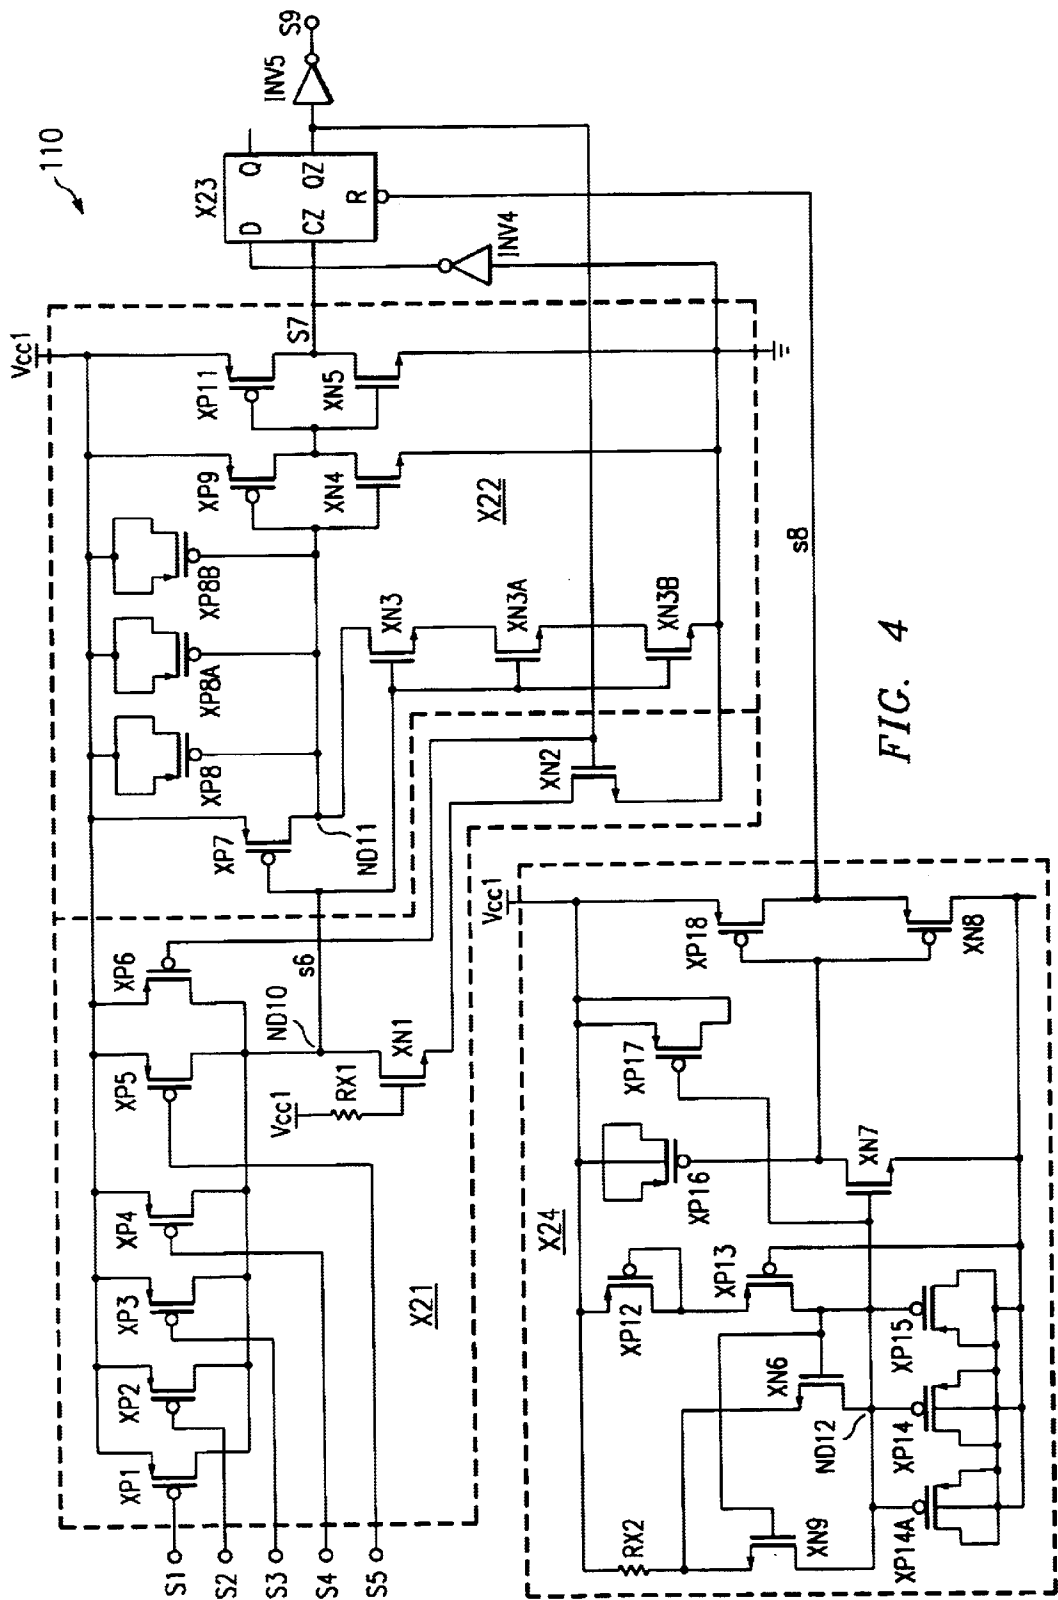 110
S9
INV5
X23
D
Q
CZ
QZ
R
INV4
Vcc1
S7
XP11
XN5
XP9
XN4
X22
XP8B
XP8A
XP8
XP7
ND11
XN3
XN3A
XN3B
XN2
s8
FIG. 4
XP6
s6
XP5
ND10
Vcc1
RX1
XN1
XP4
XP3
XP2
XP1
X21
S1
S2
S3
S4
S5
Vcc1
XP18
XN8
XP17
XP16
XN7
X24
XP12
XP13
XP15
XN6
ND12
XP14
RX2
XN9
XP14A